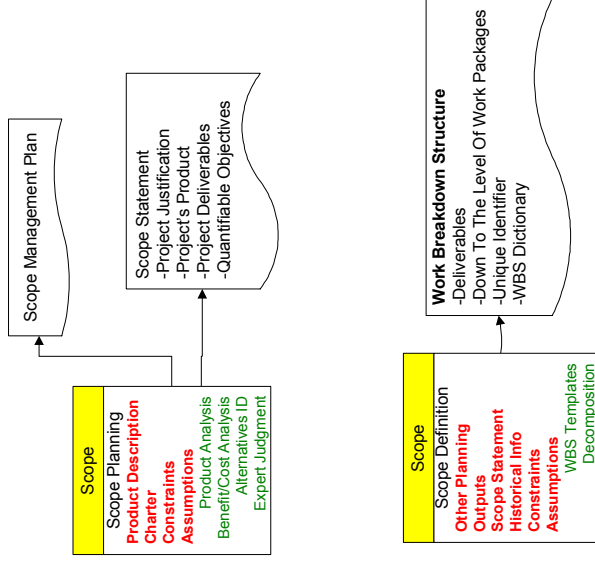 Scope
Scope Planning
Product Description
Charter
Constraints
Assumptions
Product Analysis
Benefit/Cost Analysis
Alternatives ID
Expert Judgment
Scope Management Plan
Scope Statement
-Project Justification
-Project's Product
-Project Deliverables
-Quantifiable Objectives
Scope
Scope Definition
Other Planning
Outputs
Scope Statement
Historical Info
Constraints
Assumptions
WBS Templates
Decomposition
Work Breakdown Structure
-Deliverables
-Down To The Level Of Work Packages
-Unique Identifier
-WBS Dictionary